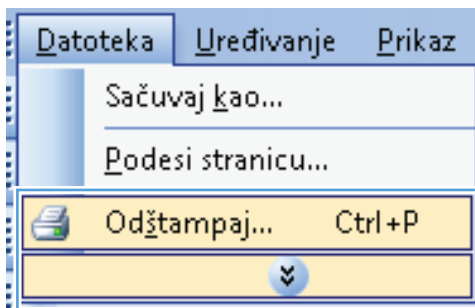 Datoteka Uređivanje Prikaz
Sačuvaj kao...
Podesi stranicu...
Odštampaj... Ctrl+P